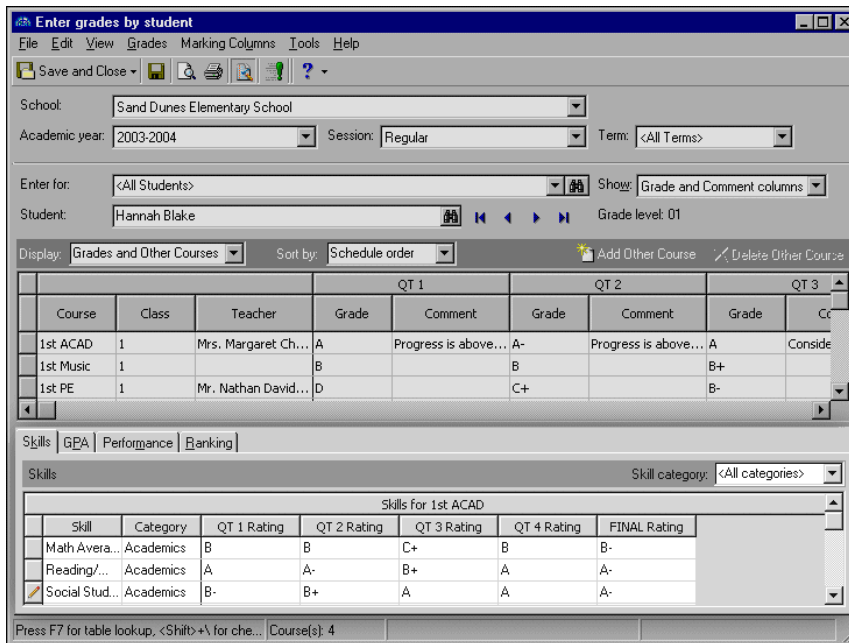 Enter grades by student
File Edit View Grades Marking Columns Tools Help
Save and Close ?
School: Sand Dunes Elementary School
Academic year: 2003-2004 Session: Regular Term: <All Terms>
Enter for: <All Students> Show: Grade and Comment columns
Student: Hannah Blake Grade level: 01
Display: Grades and Other Courses Sort by: Schedule order Add Other Course Delete Other Course
QT 1 QT 2 QT 3
Course Class Teacher Grade Comment Grade Comment Grade Cc
1st ACAD 1 Mrs. Margaret Ch... A Progress is above... A- Progress is above... A Conside
1st Music 1 B B B+
1st PE 1 Mr. Nathan David... D C+ B-
Skills GPA Performance Ranking
Skills Skill category: <All categories>
Skills for 1st ACAD
Skill Category QT 1 Rating QT 2 Rating QT 3 Rating QT 4 Rating FINAL Rating
Math Avera... Academics B B C+ B B-
Reading/... Academics A A- B+ A A-
Social Stud... Academics B- B+ A A A-
Press F7 for table lookup, <Shift>+\ for che... Course(s): 4